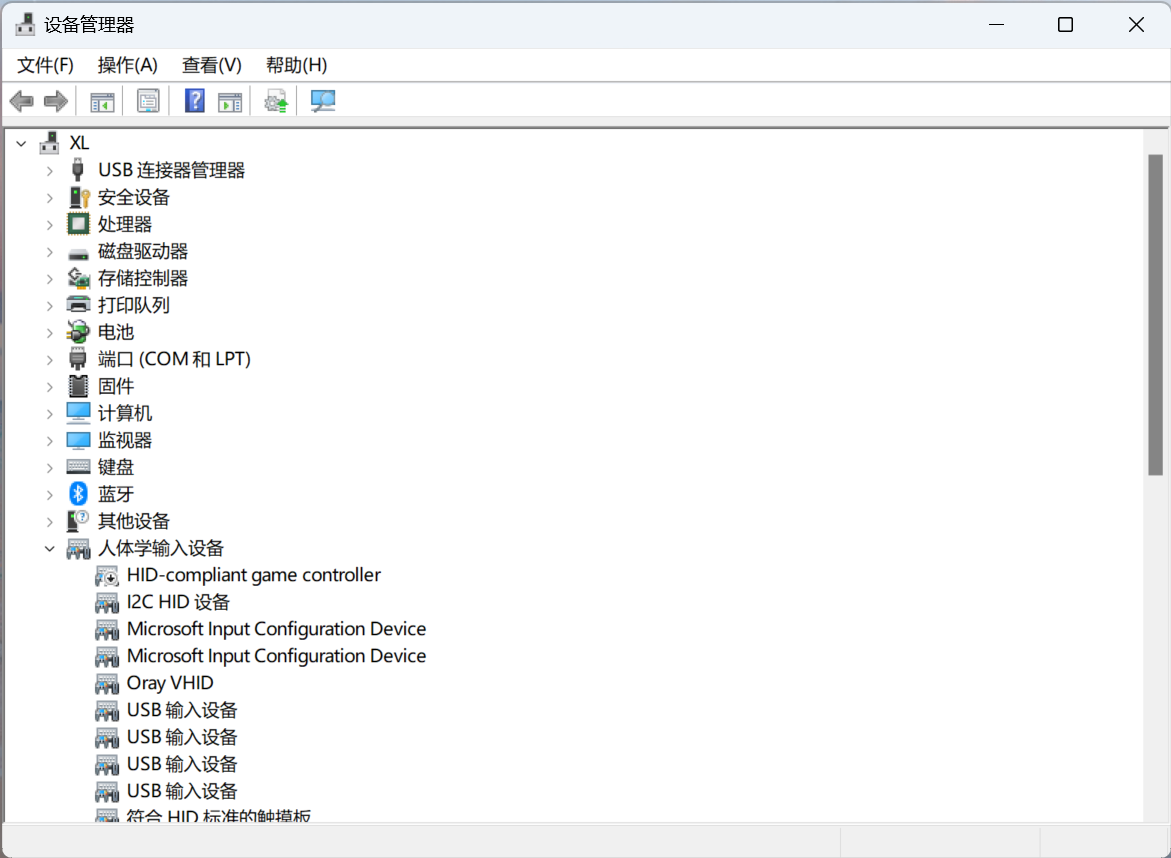 设备管理器
文件(F) 操作(A) 查看(V) 帮助(H)
XL
USB 连接器管理器
安全设备
处理器
磁盘驱动器
存储控制器
打印队列
电池
端口 (COM 和 LPT)
固件
计算机
监视器
键盘
蓝牙
其他设备
人体学输入设备
HID-compliant game controller
I2C HID 设备
Microsoft Input Configuration Device
Microsoft Input Configuration Device
Oray VHID
USB 输入设备
USB 输入设备
USB 输入设备
USB 输入设备
符合 HID 标准的触摸板